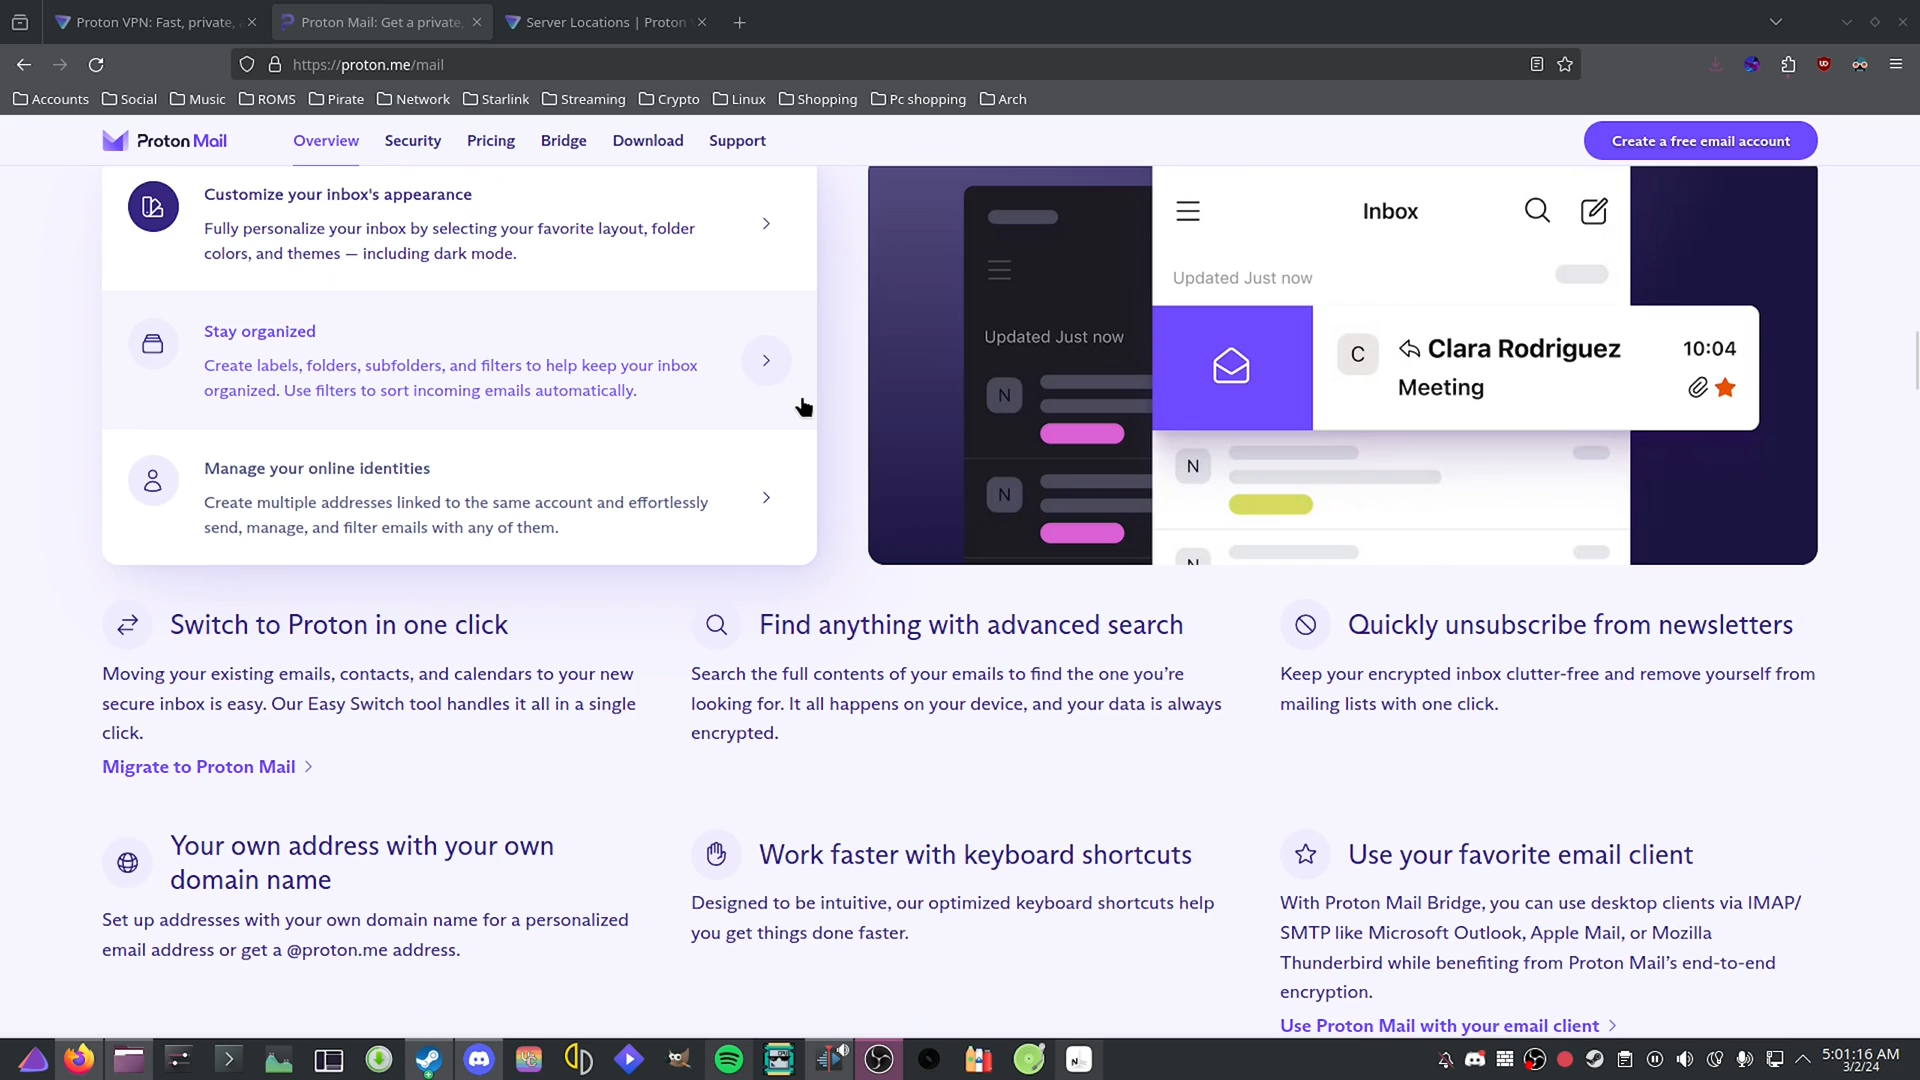 Proton VPN: Fast, private,
Proton Mail: Get a private,
Server Locations | Proton
https://proton.me/mail
Accounts
Social
Music
ROMS
Pirate
Network
Starlink
Streaming
Crypto
Linux
Shopping
Pc shopping
Arch
Proton Mail
Overview
Security
Pricing
Bridge
Download
Support
Create a free email account
Customize your inbox's appearance
Fully personalize your inbox by selecting your favorite layout, folder
colors, and themes — including dark mode.
Stay organized
Create labels, folders, subfolders, and filters to help keep your inbox
organized. Use filters to sort incoming emails automatically.
Manage your online identities
Create multiple addresses linked to the same account and effortlessly
send, manage, and filter emails with any of them.
Inbox
Updated Just now
Updated Just now
C
Clara Rodriguez
10:04
Meeting
N
N
N
N
Switch to Proton in one click
Moving your existing emails, contacts, and calendars to your new
secure inbox is easy. Our Easy Switch tool handles it all in a single
click.
Migrate to Proton Mail
Find anything with advanced search
Search the full contents of your emails to find the one you're
looking for. It all happens on your device, and your data is always
encrypted.
Quickly unsubscribe from newsletters
Keep your encrypted inbox clutter-free and remove yourself from
mailing lists with one click.
Your own address with your own
domain name
Set up addresses with your own domain name for a personalized
email address or get a @proton.me address.
Work faster with keyboard shortcuts
Designed to be intuitive, our optimized keyboard shortcuts help
you get things done faster.
Use your favorite email client
With Proton Mail Bridge, you can use desktop clients via IMAP/
SMTP like Microsoft Outlook, Apple Mail, or Mozilla
Thunderbird while benefiting from Proton Mail's end-to-end
encryption.
Use Proton Mail with your email client
5:01:16 AM
3/2/24